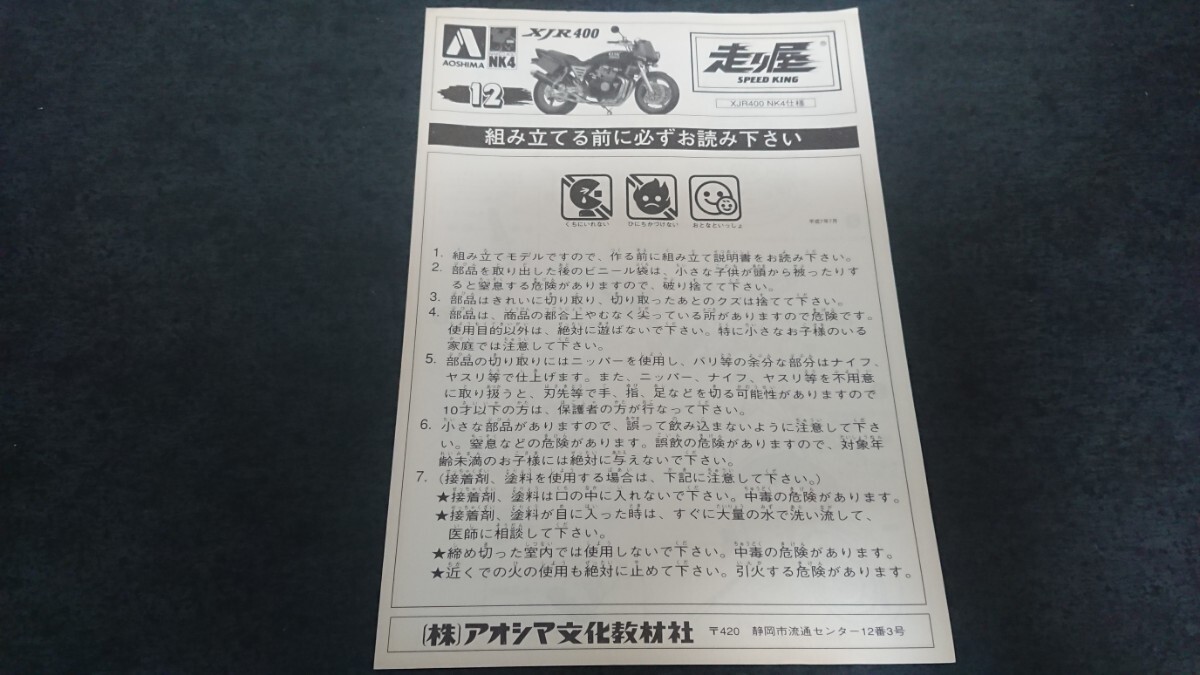 AOSHIMA
NK4
XJR400
12
走り屋
SPEED KING
XJR400 NK4仕様
組み立てる前に必ずお読み下さい
くちにいれない
ひにちかづけない
おとなといっしょ
1. 組み立てモデルですので、作る前に組み立て説明書をお読み下さい。
2. 部品を取り出した後のビニール袋は、小さな子供が頭から被ったりす
ると窒息する危険がありますので、破り捨てて下さい。
3. 部品はきれいに切り取り、切り取ったあとのクズは捨てて下さい。
4. 部品は、商品の都合上やむなく尖っている所がありますので危険です。
使用目的以外は、絶対に遊ばないで下さい。特に小さなお子様のいる
家庭では注意して下さい。
5. 部品の切り取りにはニッパーを使用し、バリ等の余分な部分はナイフ、
ヤスリ等で仕上げます。また、ニッパー、ナイフ、ヤスリ等を不用意
に取り扱うと、刃先等で手、指、足などを切る可能性がありますので
10才以下の方は、保護者の方が行なって下さい。
6. 小さな部品がありますので、誤って飲み込まないように注意して下さ
い。窒息などの危険があります。誤飲の危険がありますので、対象年
齢未満のお子様には絶対に与えないで下さい。
7. (接着剤、塗料を使用する場合は、下記に注意して下さい。)
★接着剤、塗料は口の中に入れないで下さい。中毒の危険があります。
★接着剤、塗料が目に入った時は、すぐに大量の水で洗い流して、
医師に相談して下さい。
★締め切った室内では使用しないで下さい。中毒の危険があります。
★近くでの火の使用も絶対に止めて下さい。引火する危険があります。
(株)アオシマ文化教材社 〒420 静岡市流通センター12番3号